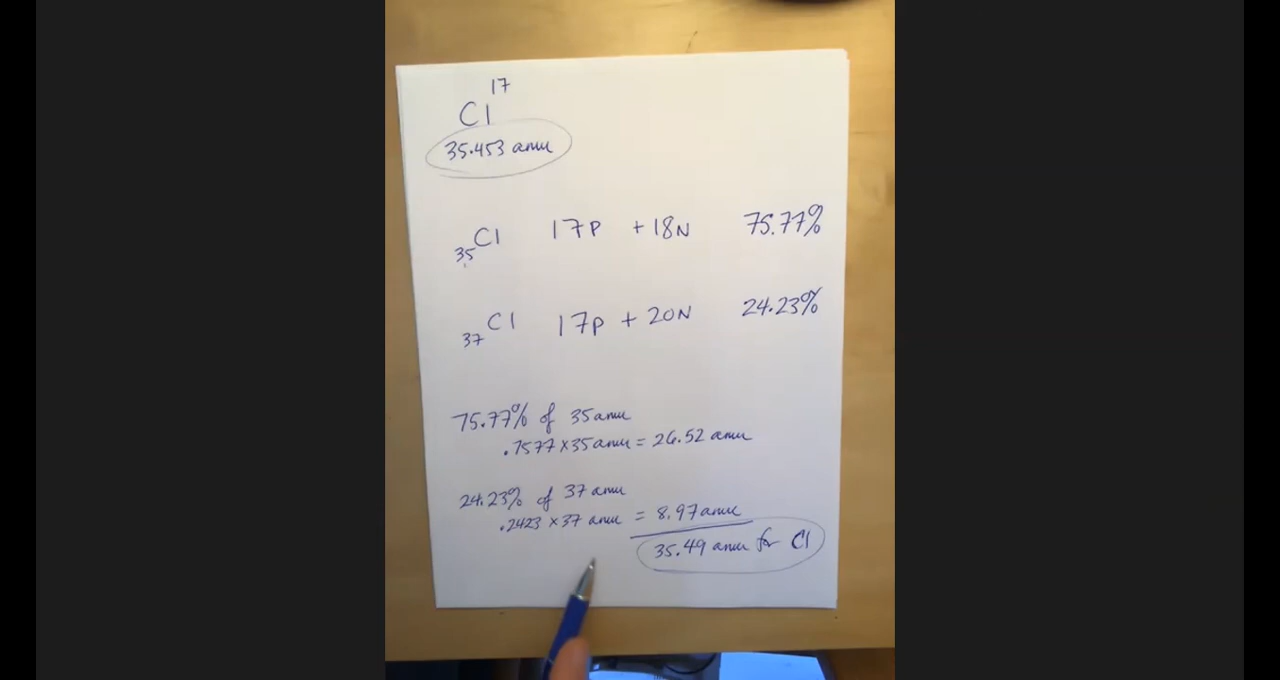 17
Cl
35.453 amu
35Cl 17P + 18N 75.77%
37Cl 17P + 20N 24.23%
75.77% of 35 amu
.7577 x 35 amu = 26.52 amu
24.23% of 37 amu
.2423 x 37 amu = 8.97 amu
35.49 amu for Cl